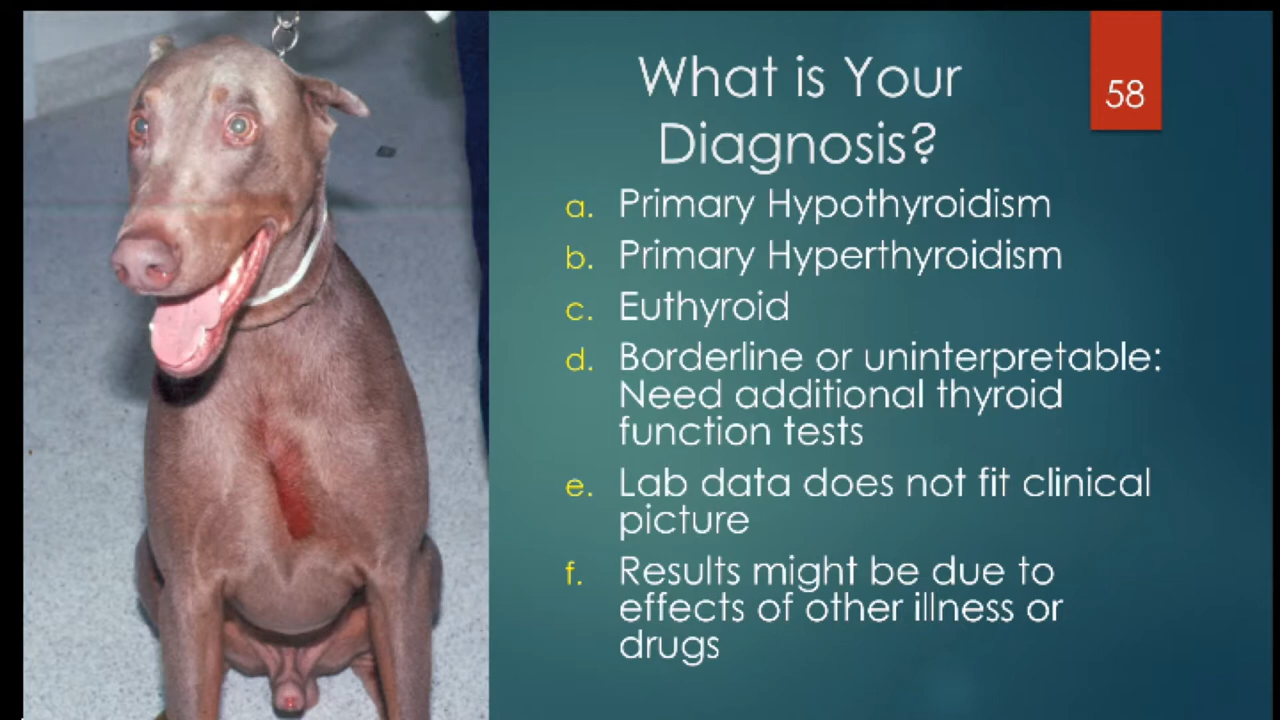 What is Your
Diagnosis?
58
a. Primary Hypothyroidism
b. Primary Hyperthyroidism
c. Euthyroid
d. Borderline or uninterpretable:
Need additional thyroid
function tests
e. Lab data does not fit clinical
picture
f. Results might be due to
effects of other illness or
drugs